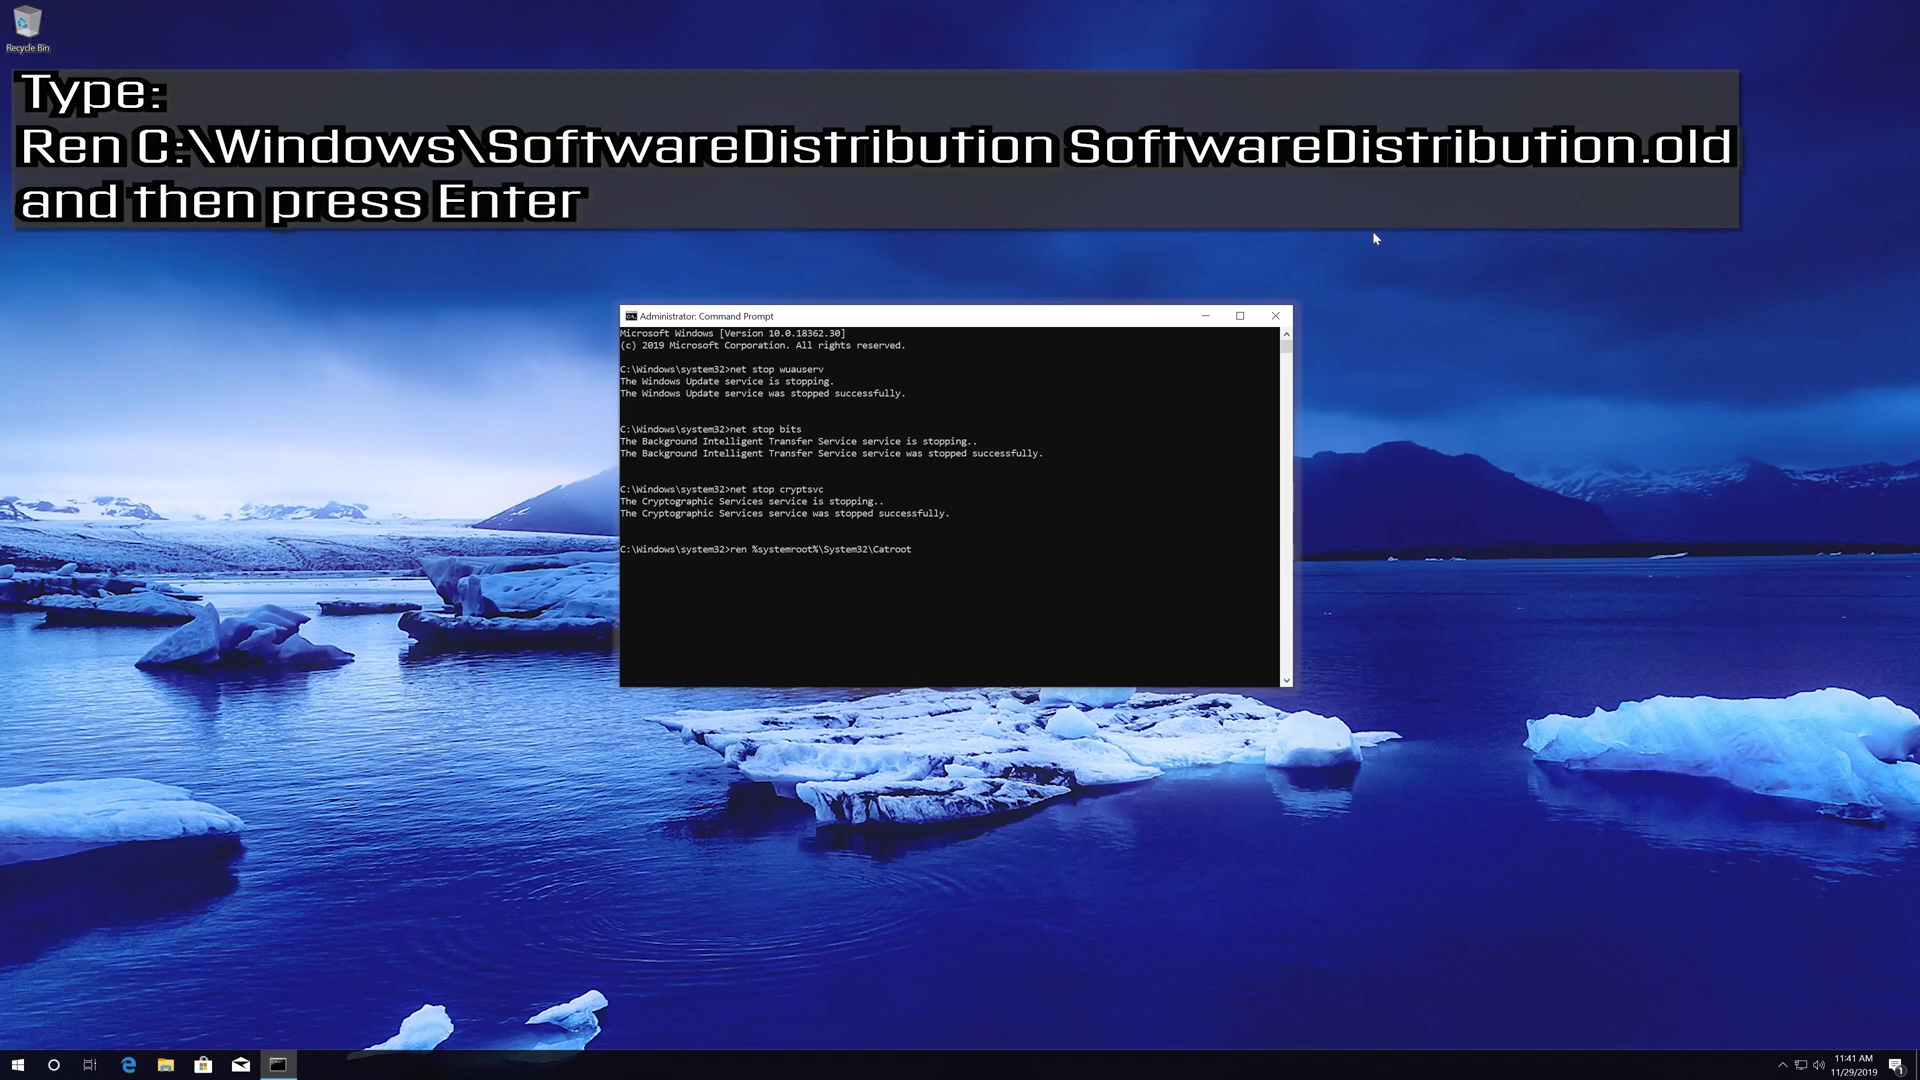 Recycle Bin
Type:
Ren C:\Windows\SoftwareDistribution SoftwareDistribution.old
and then press Enter
Administrator: Command Prompt
Microsoft Windows [Version 10.0.18362.30]
(c) 2019 Microsoft Corporation. All rights reserved.
C:\Windows\system32>net stop wuauserv
The Windows Update service is stopping.
The Windows Update service was stopped successfully.
C:\Windows\system32>net stop bits
The Background Intelligent Transfer Service service is stopping..
The Background Intelligent Transfer Service service was stopped successfully.
C:\Windows\system32>net stop cryptsvc
The Cryptographic Services service is stopping..
The Cryptographic Services service was stopped successfully.
C:\Windows\system32>ren %systemroot%\System32\Catroot
11:41 AM
11/29/2019
1